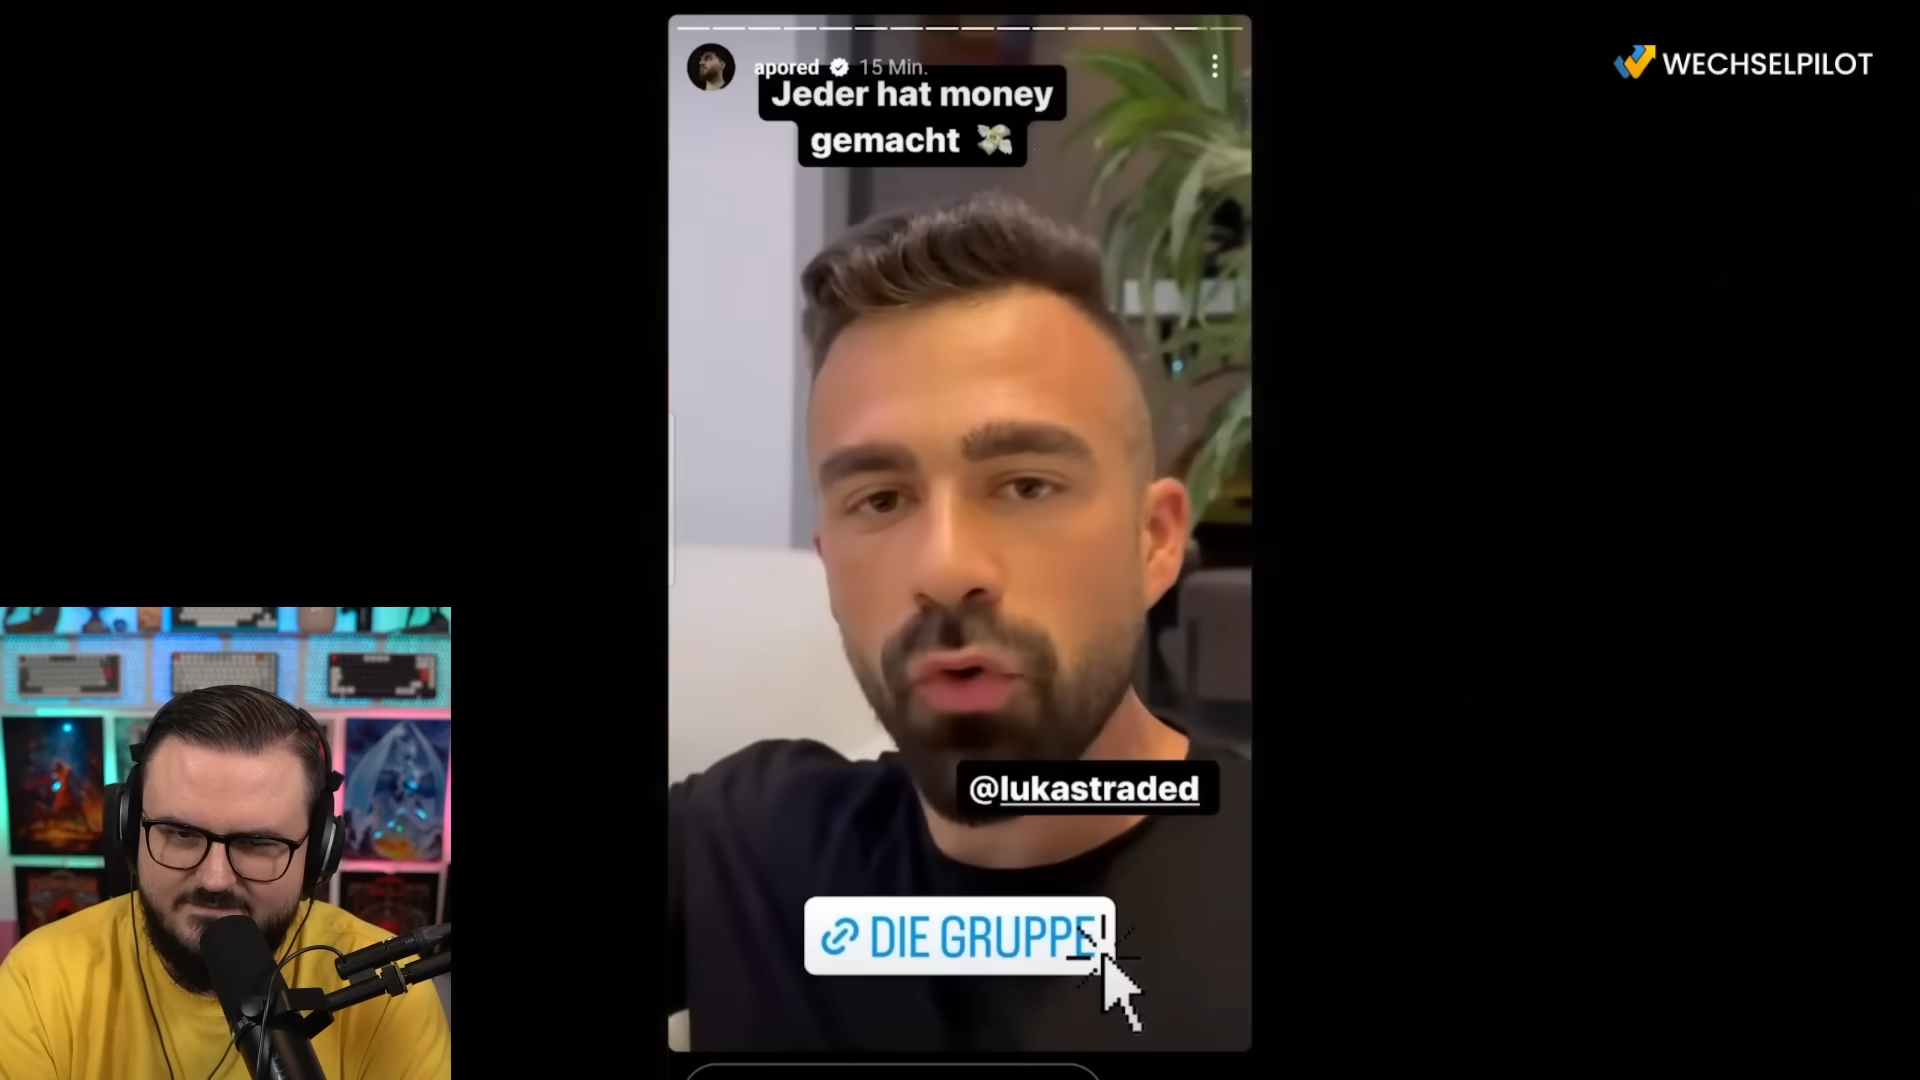 WECHSELPILOT
apored 15 Min.
Jeder hat money
gemacht 💸
@lukastraded
DIE GRUPPE